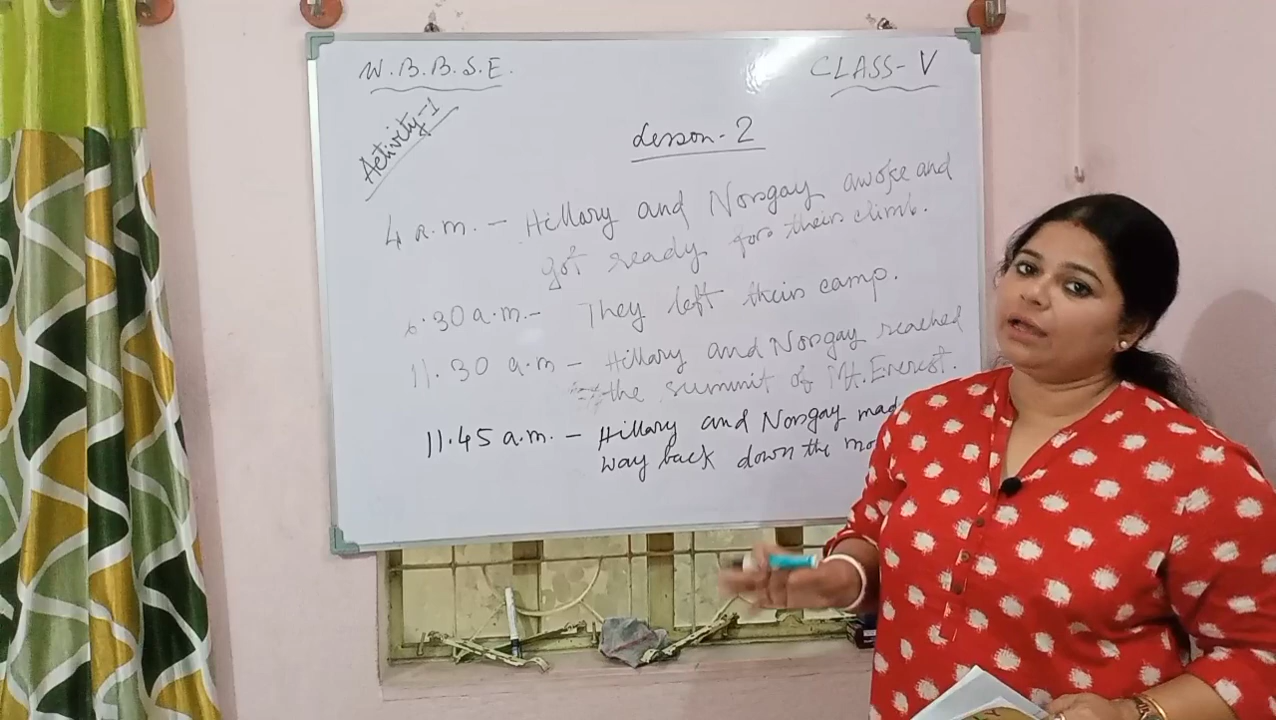 W.B.B.S.E.
CLASS-V
Activity-1
Lesson-2
4 a.m. - Hillary and Norgay awoke and
got ready for their climb.
6.30 a.m. - They left their camp.
11.30 a.m - Hillary and Norgay reached
the summit of Mt. Everest.
11.45 a.m. - Hillary and Norgay
way back down the